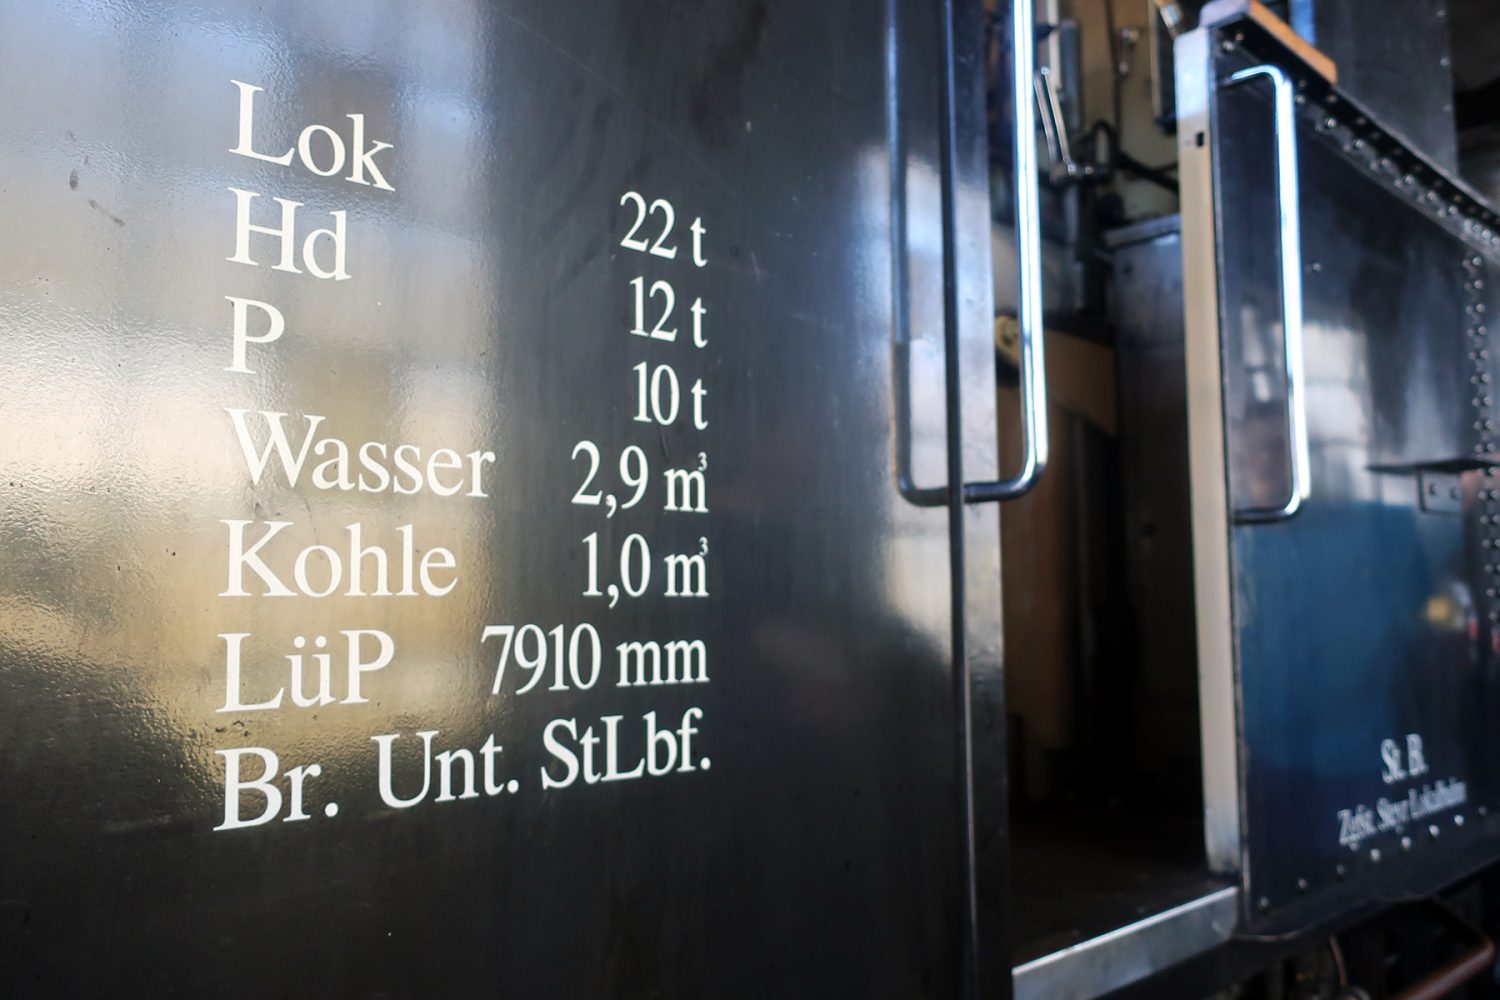 Lok 22 t
Hd 12 t
P 10 t
Wasser 2,9 m³
Kohle 1,0 m³
LüP 7910 mm
Br. Unt. StLbf.
St. B.
Zgfst. Steyr Lokalbahn